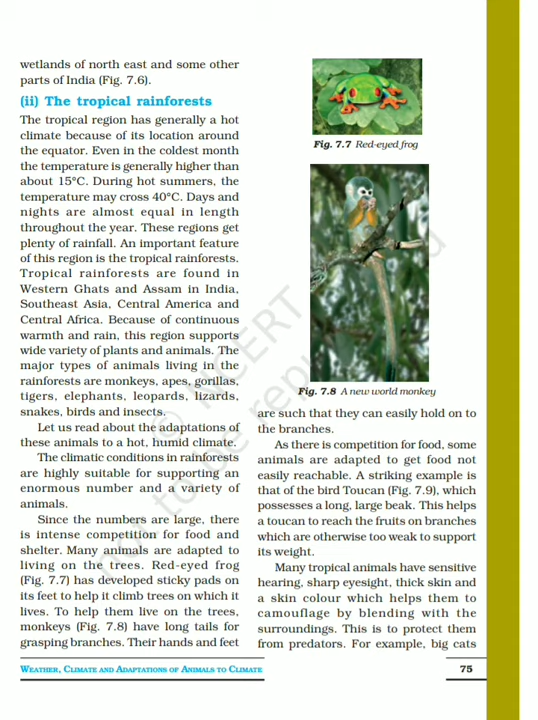 wetlands of north east and some other
parts of India (Fig. 7.6).
(ii) The tropical rainforests
The tropical region has generally a hot
climate because of its location around
the equator. Even in the coldest month
the temperature is generally higher than
about 15°C. During hot summers, the
temperature may cross 40°C. Days and
nights are almost equal in length
throughout the year. These regions get
plenty of rainfall. An important feature
of this region is the tropical rainforests.
Tropical rainforests are found in
Western Ghats and Assam in India,
Southeast Asia, Central America and
Central Africa. Because of continuous
warmth and rain, this region supports
wide variety of plants and animals. The
major types of animals living in the
rainforests are monkeys, apes, gorillas,
tigers, elephants, leopards, lizards,
snakes, birds and insects.
Let us read about the adaptations of
these animals to a hot, humid climate.
The climatic conditions in rainforests
are highly suitable for supporting an
enormous number and a variety of
animals.
Since the numbers are large, there
is intense competition for food and
shelter. Many animals are adapted to
living on the trees. Red-eyed frog
(Fig. 7.7) has developed sticky pads on
its feet to help it climb trees on which it
lives. To help them live on the trees,
monkeys (Fig. 7.8) have long tails for
grasping branches. Their hands and feet
Fig. 7.7 Red-eyed frog
Fig. 7.8 A new world monkey
are such that they can easily hold on to
the branches.
As there is competition for food, some
animals are adapted to get food not
easily reachable. A striking example is
that of the bird Toucan (Fig. 7.9), which
possesses a long, large beak. This helps
a toucan to reach the fruits on branches
which are otherwise too weak to support
its weight.
Many tropical animals have sensitive
hearing, sharp eyesight, thick skin and
a skin colour which helps them to
camouflage by blending with the
surroundings. This is to protect them
from predators. For example, big cats
WEATHER, CLIMATE AND ADAPTATIONS OF ANIMALS TO CLIMATE
75
© NCERT
not to be republished